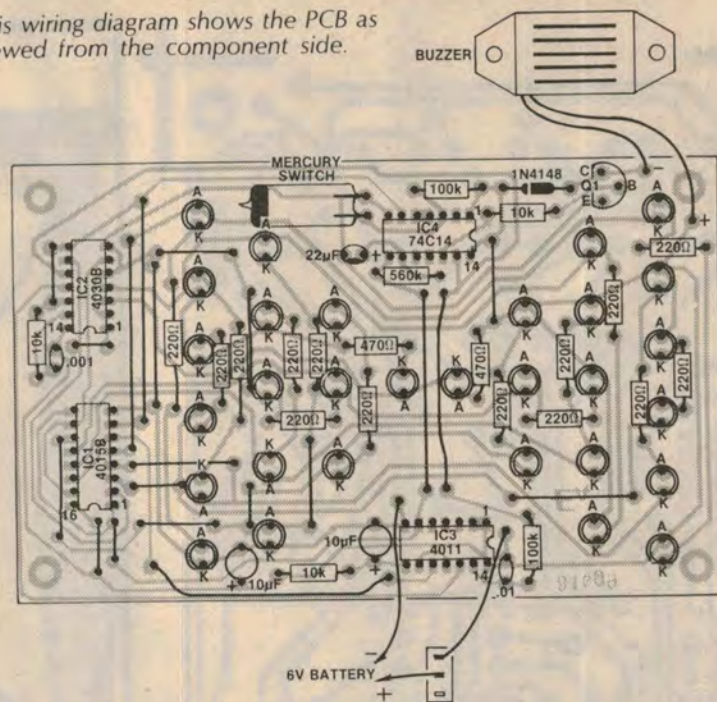 is wiring diagram shows the PCB as
ewed from the component side.
BUZZER
MERCURY
SWITCH
1N4148
100k
C
Q1
B
E
−
+
A
K
A
K
1
10k
IC4
74C14
14
22µF
+
560k
220Ω
A
K
A
K
A
K
IC2
4030B
14
1
10k
.001
220Ω
220Ω
220Ω
220Ω
220Ω
470Ω
470Ω
220Ω
220Ω
220Ω
220Ω
220Ω
220Ω
220Ω
220Ω
K
A
K
A
IC1
4015B
16
1
10µF
+
10µF
+
10k
1
IC3
4011
14
.01
100k
−
6V BATTERY
+